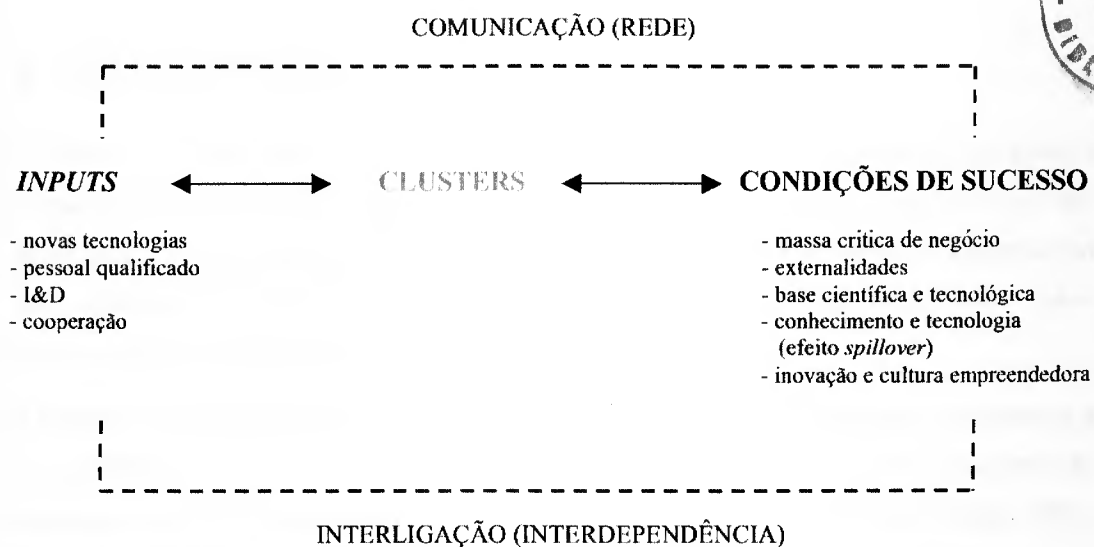 COMUNICAÇÃO (REDE)
INPUTS
CLUSTERS
CONDIÇÕES DE SUCESSO
- novas tecnologias
- pessoal qualificado
- I&D
- cooperação
- massa critica de negócio
- externalidades
- base científica e tecnológica
- conhecimento e tecnologia
(efeito spillover)
- inovação e cultura empreendedora
INTERLIGAÇÃO (INTERDEPENDÊNCIA)